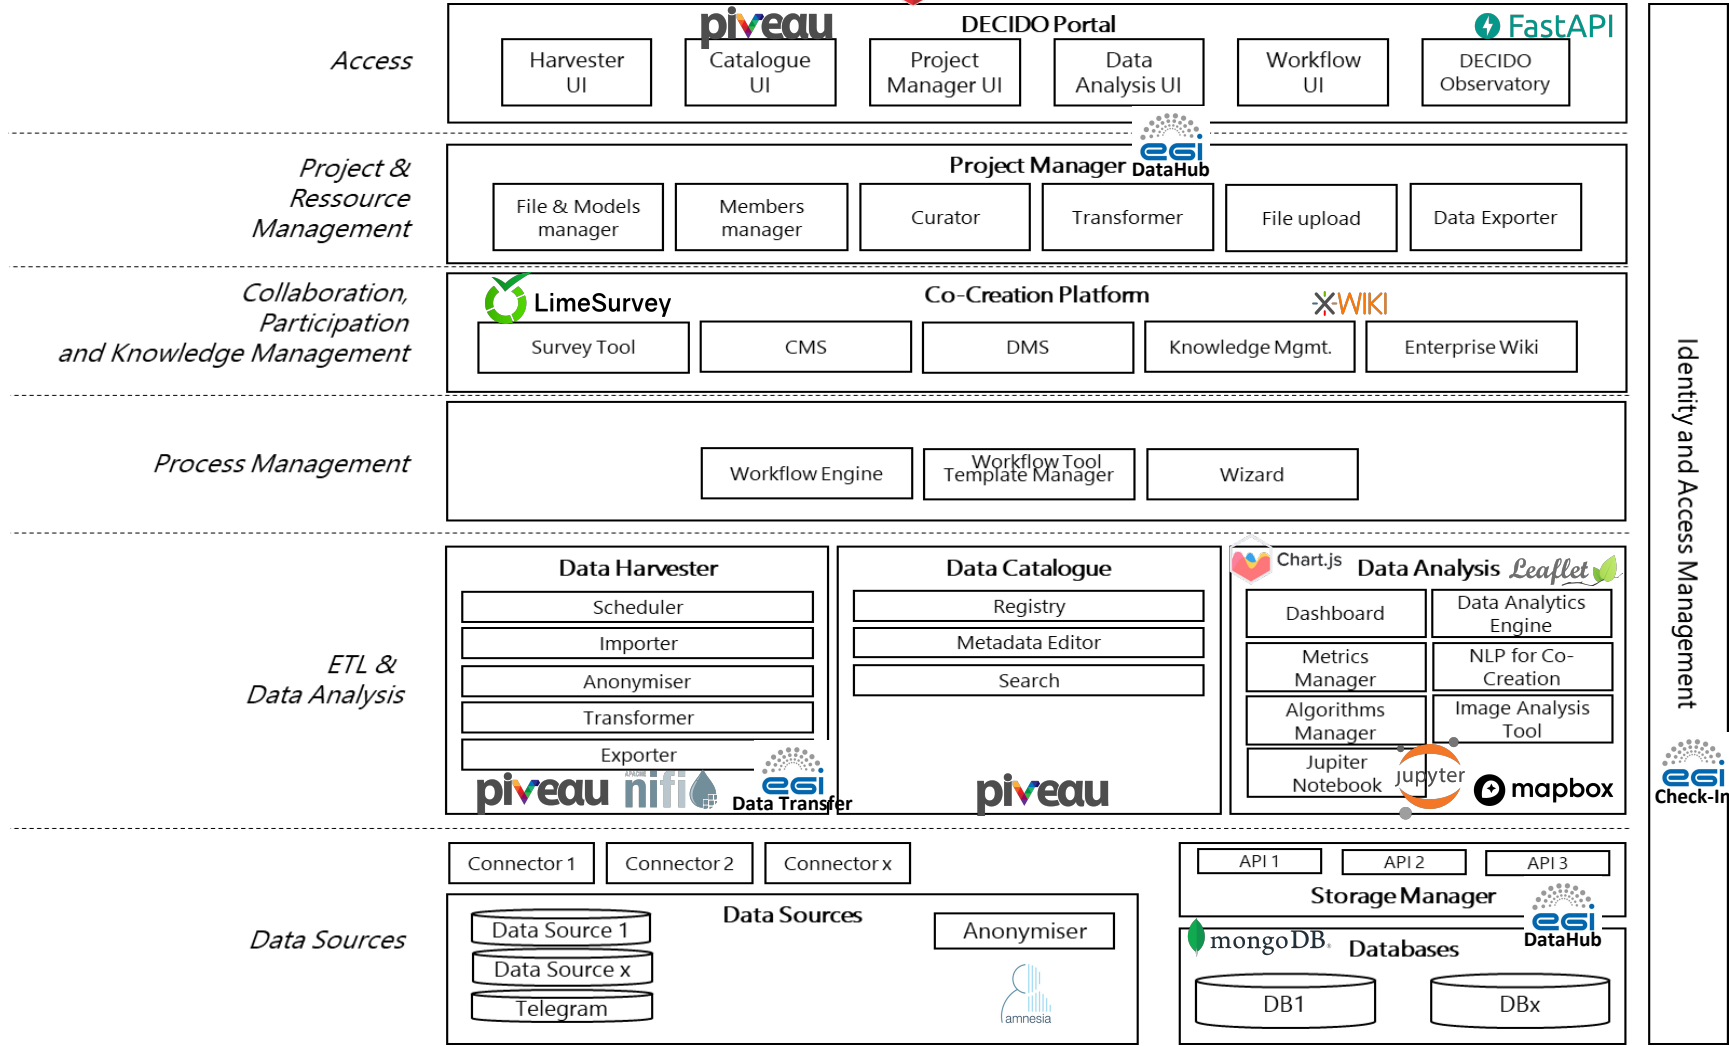 Access
piveau
DECIDO Portal
FastAPI
Harvester
UI
Catalogue
UI
Project
Manager UI
Data
Analysis UI
Workflow
UI
DECIDO
Observatory
Project &
Ressource
Management
Project Manager
eGi
DataHub
File & Models
manager
Members
manager
Curator
Transformer
File upload
Data Exporter
Collaboration,
Participation
and Knowledge Management
LimeSurvey
Co-Creation Platform
XWIKI
Survey Tool
CMS
DMS
Knowledge Mgmt.
Enterprise Wiki
Process Management
Workflow Engine
Workflow Tool
Template Manager
Wizard
ETL &
Data Analysis
Data Harvester
Scheduler
Importer
Anonymiser
Transformer
Exporter
piveau
APACHE
nifi
eGi
Data Transfer
Data Catalogue
Registry
Metadata Editor
Search
piveau
Chart.js
Data Analysis
Leaflet
Dashboard
Data Analytics
Engine
Metrics
Manager
NLP for Co-
Creation
Algorithms
Manager
Image Analysis
Tool
Jupiter
Notebook
Jupyter
mapbox
Data Sources
Connector 1
Connector 2
Connector x
Data Sources
Data Source 1
Data Source x
Telegram
Anonymiser
amnesia
API 1
API 2
API 3
Storage Manager
eGi
DataHub
mongoDB®
Databases
DB1
DBx
Identity and Access Management
eGi
Check-In